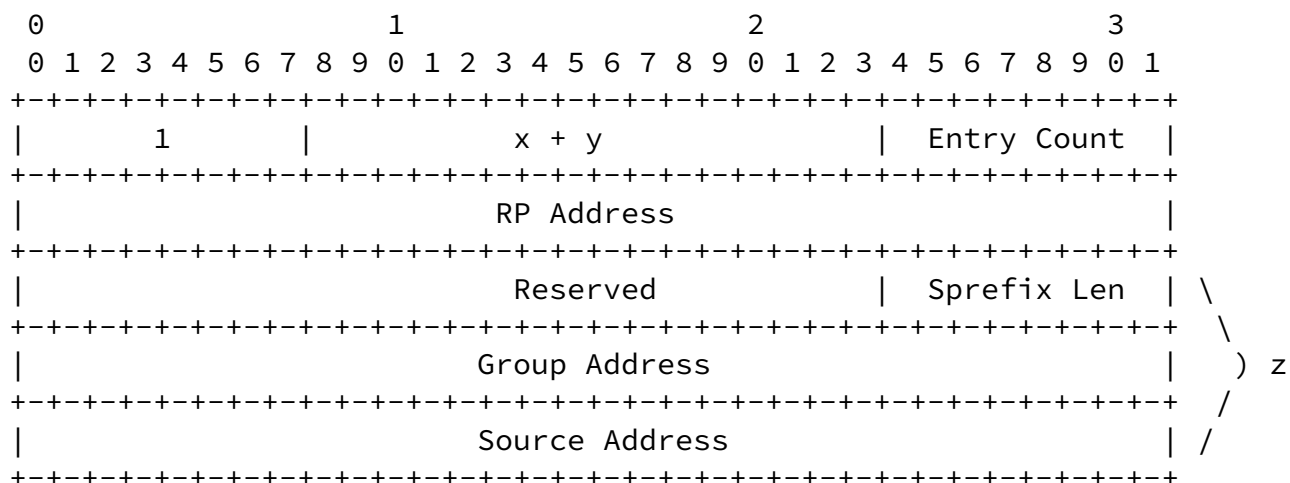 0                   1                   2                   3
 0 1 2 3 4 5 6 7 8 9 0 1 2 3 4 5 6 7 8 9 0 1 2 3 4 5 6 7 8 9 0 1
+-+-+-+-+-+-+-+-+-+-+-+-+-+-+-+-+-+-+-+-+-+-+-+-+-+-+-+-+-+-+-+-+
|       1       |           x + y               |  Entry Count  |
+-+-+-+-+-+-+-+-+-+-+-+-+-+-+-+-+-+-+-+-+-+-+-+-+-+-+-+-+-+-+-+-+
|                          RP Address                           |
+-+-+-+-+-+-+-+-+-+-+-+-+-+-+-+-+-+-+-+-+-+-+-+-+-+-+-+-+-+-+-+-+
|                           Reserved            |  Sprefix Len  | \
+-+-+-+-+-+-+-+-+-+-+-+-+-+-+-+-+-+-+-+-+-+-+-+-+-+-+-+-+-+-+-+-+  \
|                         Group Address                         |   ) z
+-+-+-+-+-+-+-+-+-+-+-+-+-+-+-+-+-+-+-+-+-+-+-+-+-+-+-+-+-+-+-+-+  /
|                         Source Address                        | /
+-+-+-+-+-+-+-+-+-+-+-+-+-+-+-+-+-+-+-+-+-+-+-+-+-+-+-+-+-+-+-+-+